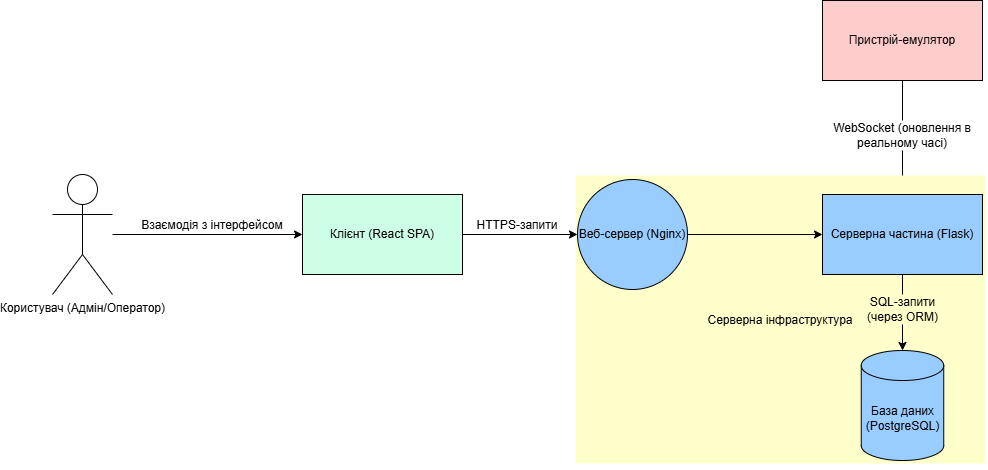 Пристрій-емулятор
WebSocket (оновлення в
реальному часі)
Взаємодія з інтерфейсом
Клієнт (React SPA)
HTTPS-запити
Веб-сервер (Nginx)
Серверна частина (Flask)
Користувач (Адмін/Оператор)
SQL-запити
(через ORM)
Серверна інфраструктура
База даних
(PostgreSQL)